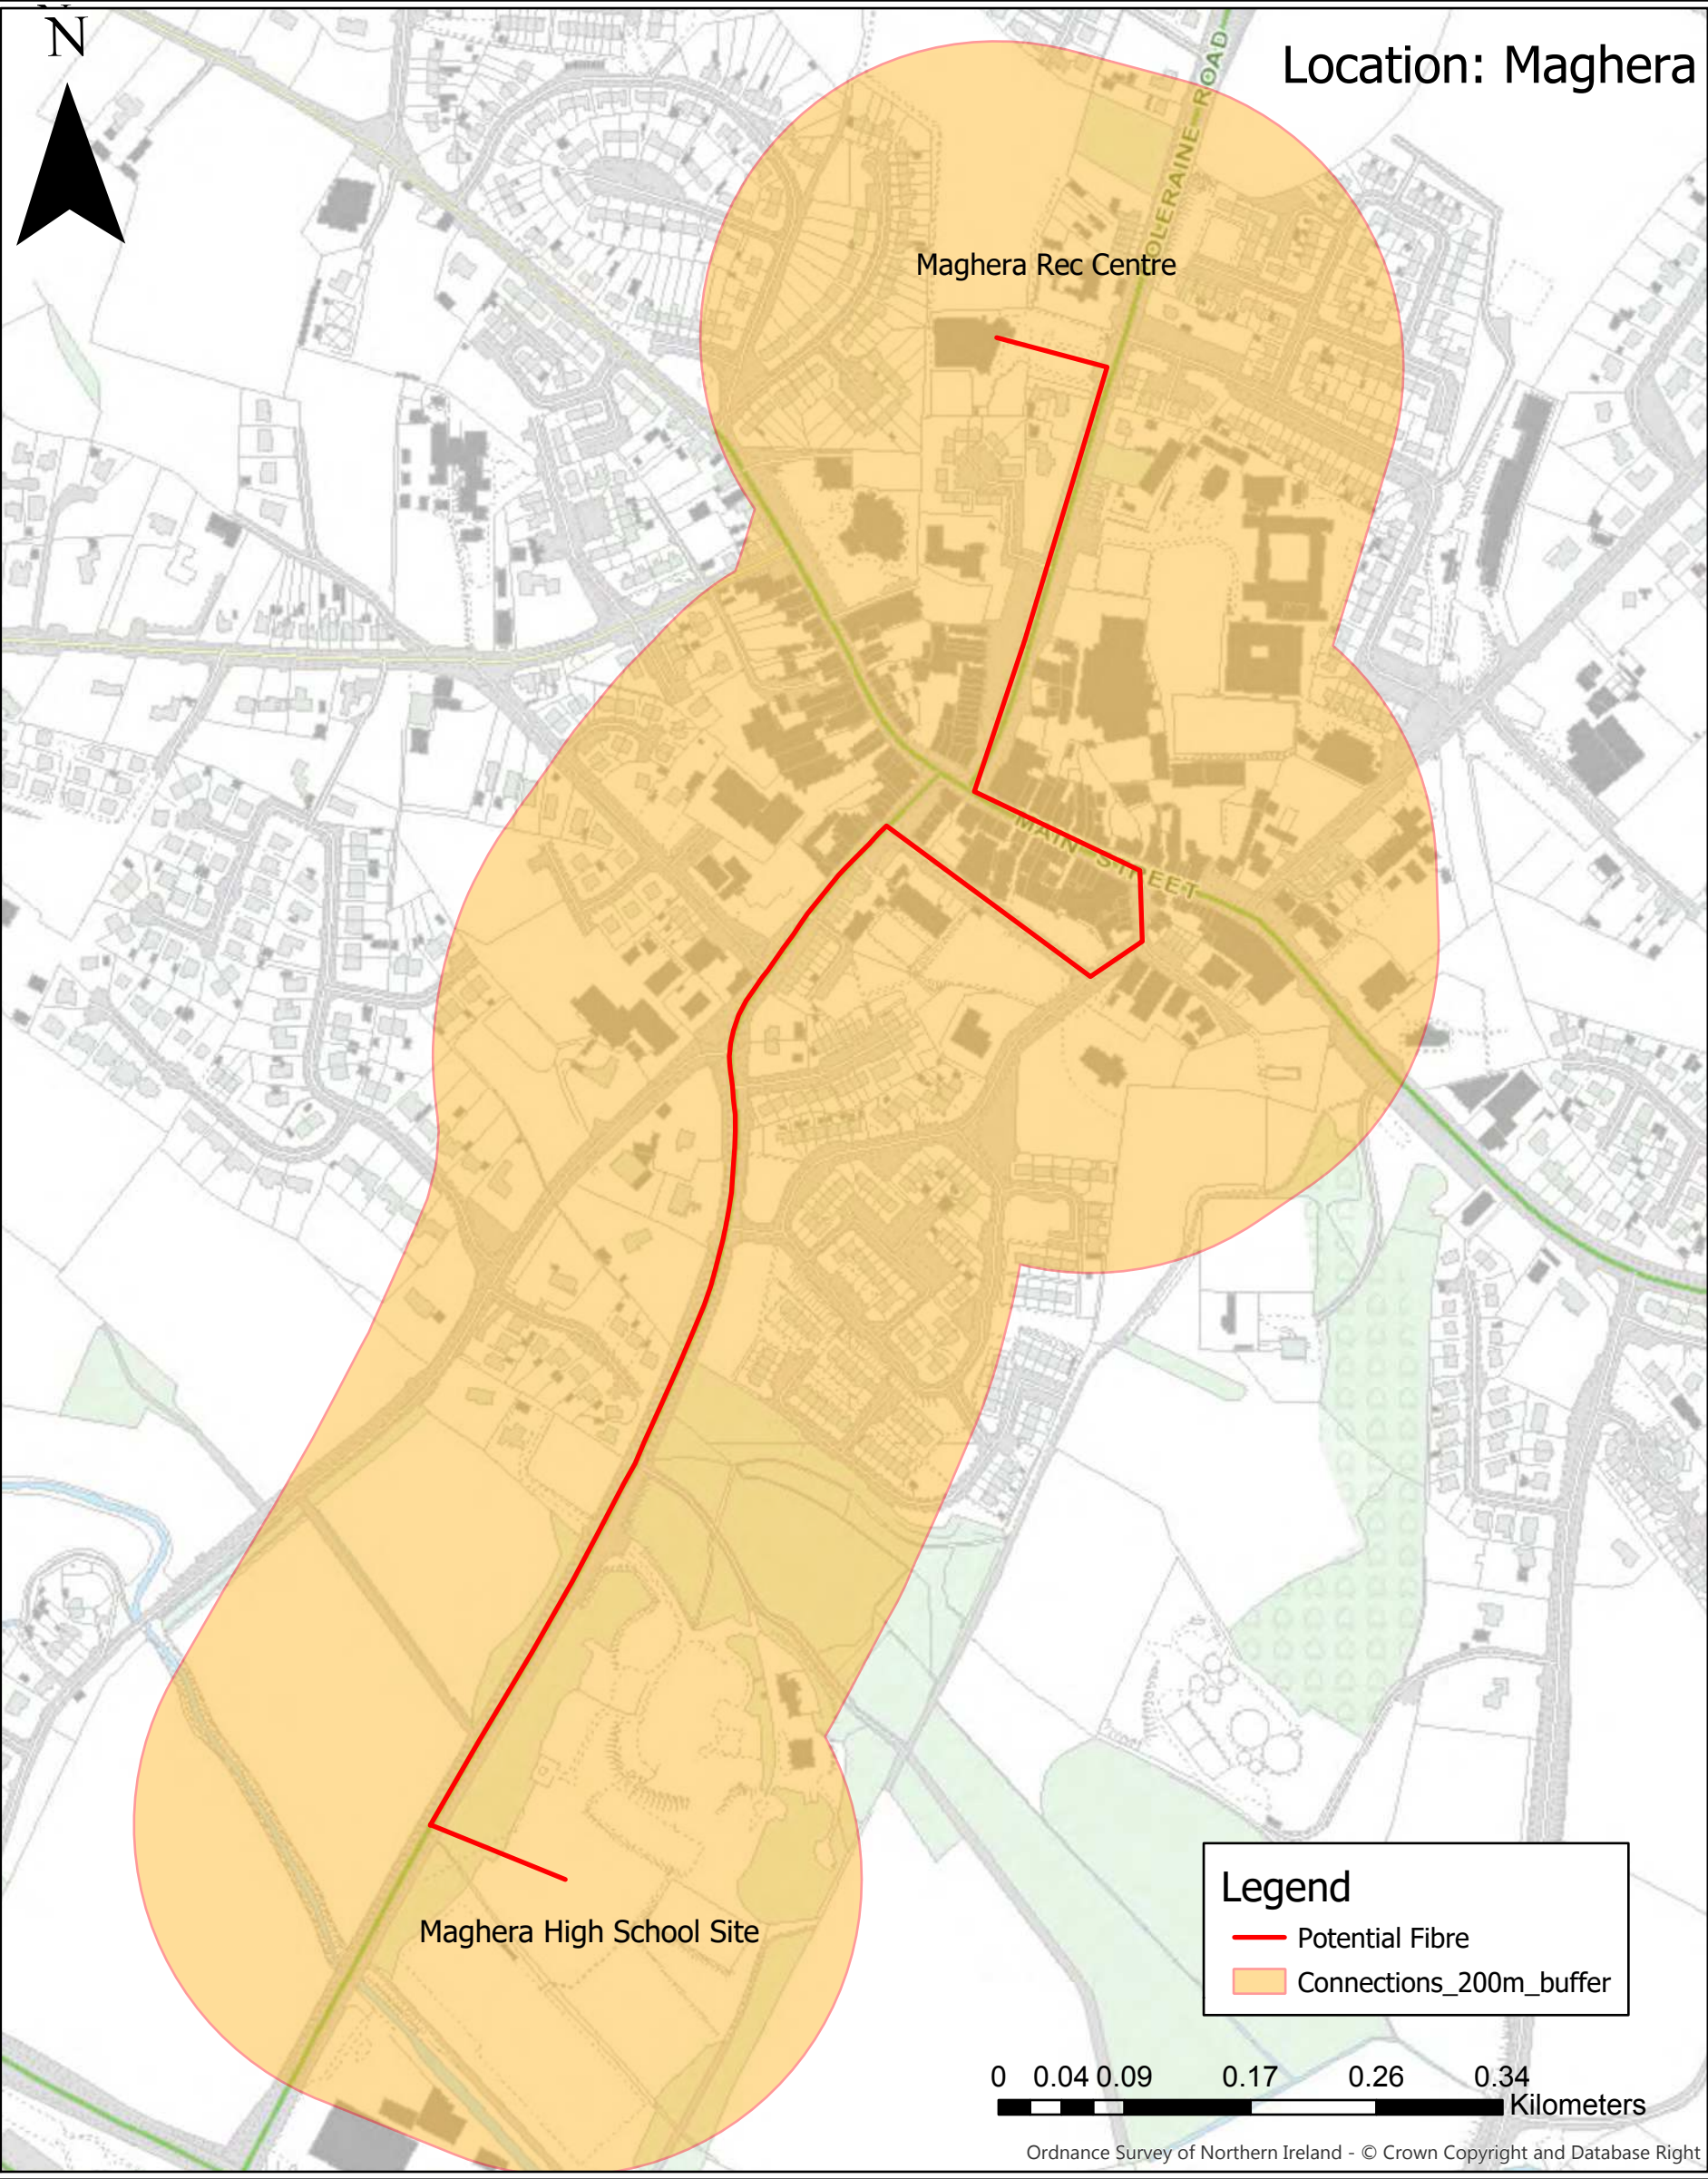 N
Location: Maghera
OLERAINE ROAD
Maghera Rec Centre
MAIN STREET
Maghera High School Site
Legend
Potential Fibre
Connections_200m_buffer
0 0.04 0.09 0.17 0.26 0.34
Kilometers
Ordnance Survey of Northern Ireland - © Crown Copyright and Database Right